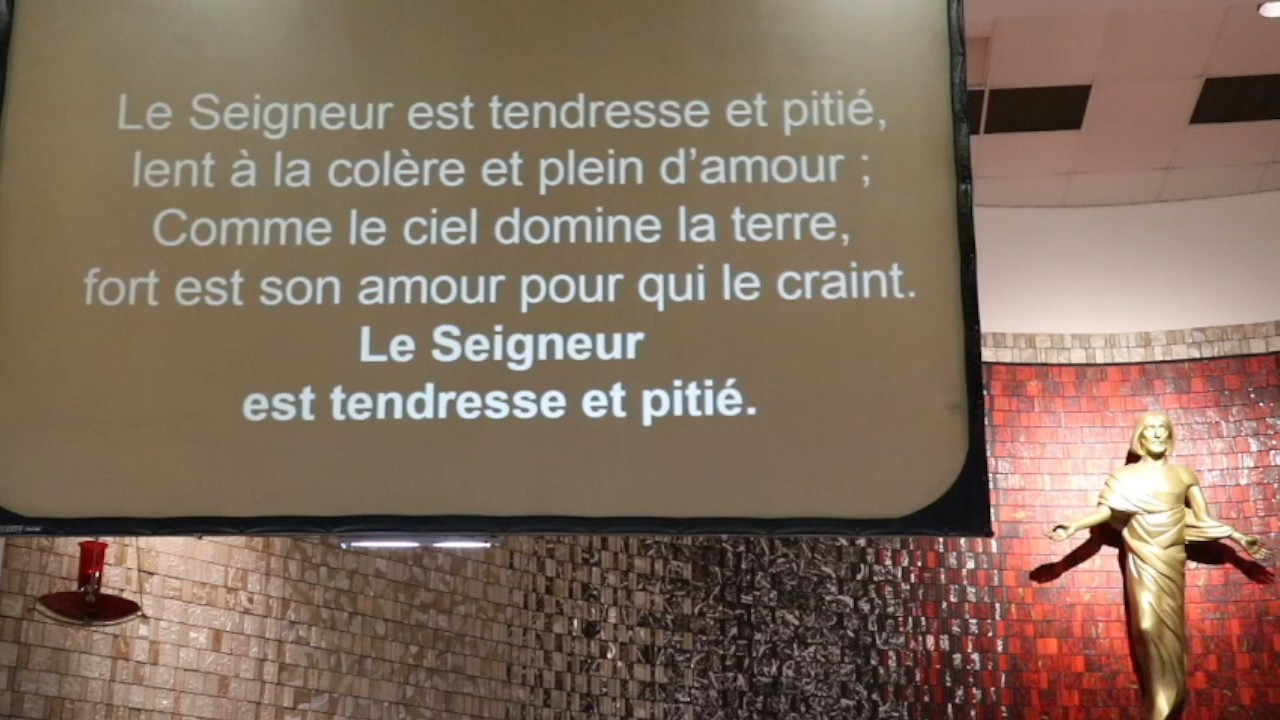 Le Seigneur est tendresse et pitié,
lent à la colère et plein d’amour ;
Comme le ciel domine la terre,
fort est son amour pour qui le craint.
Le Seigneur
est tendresse et pitié.